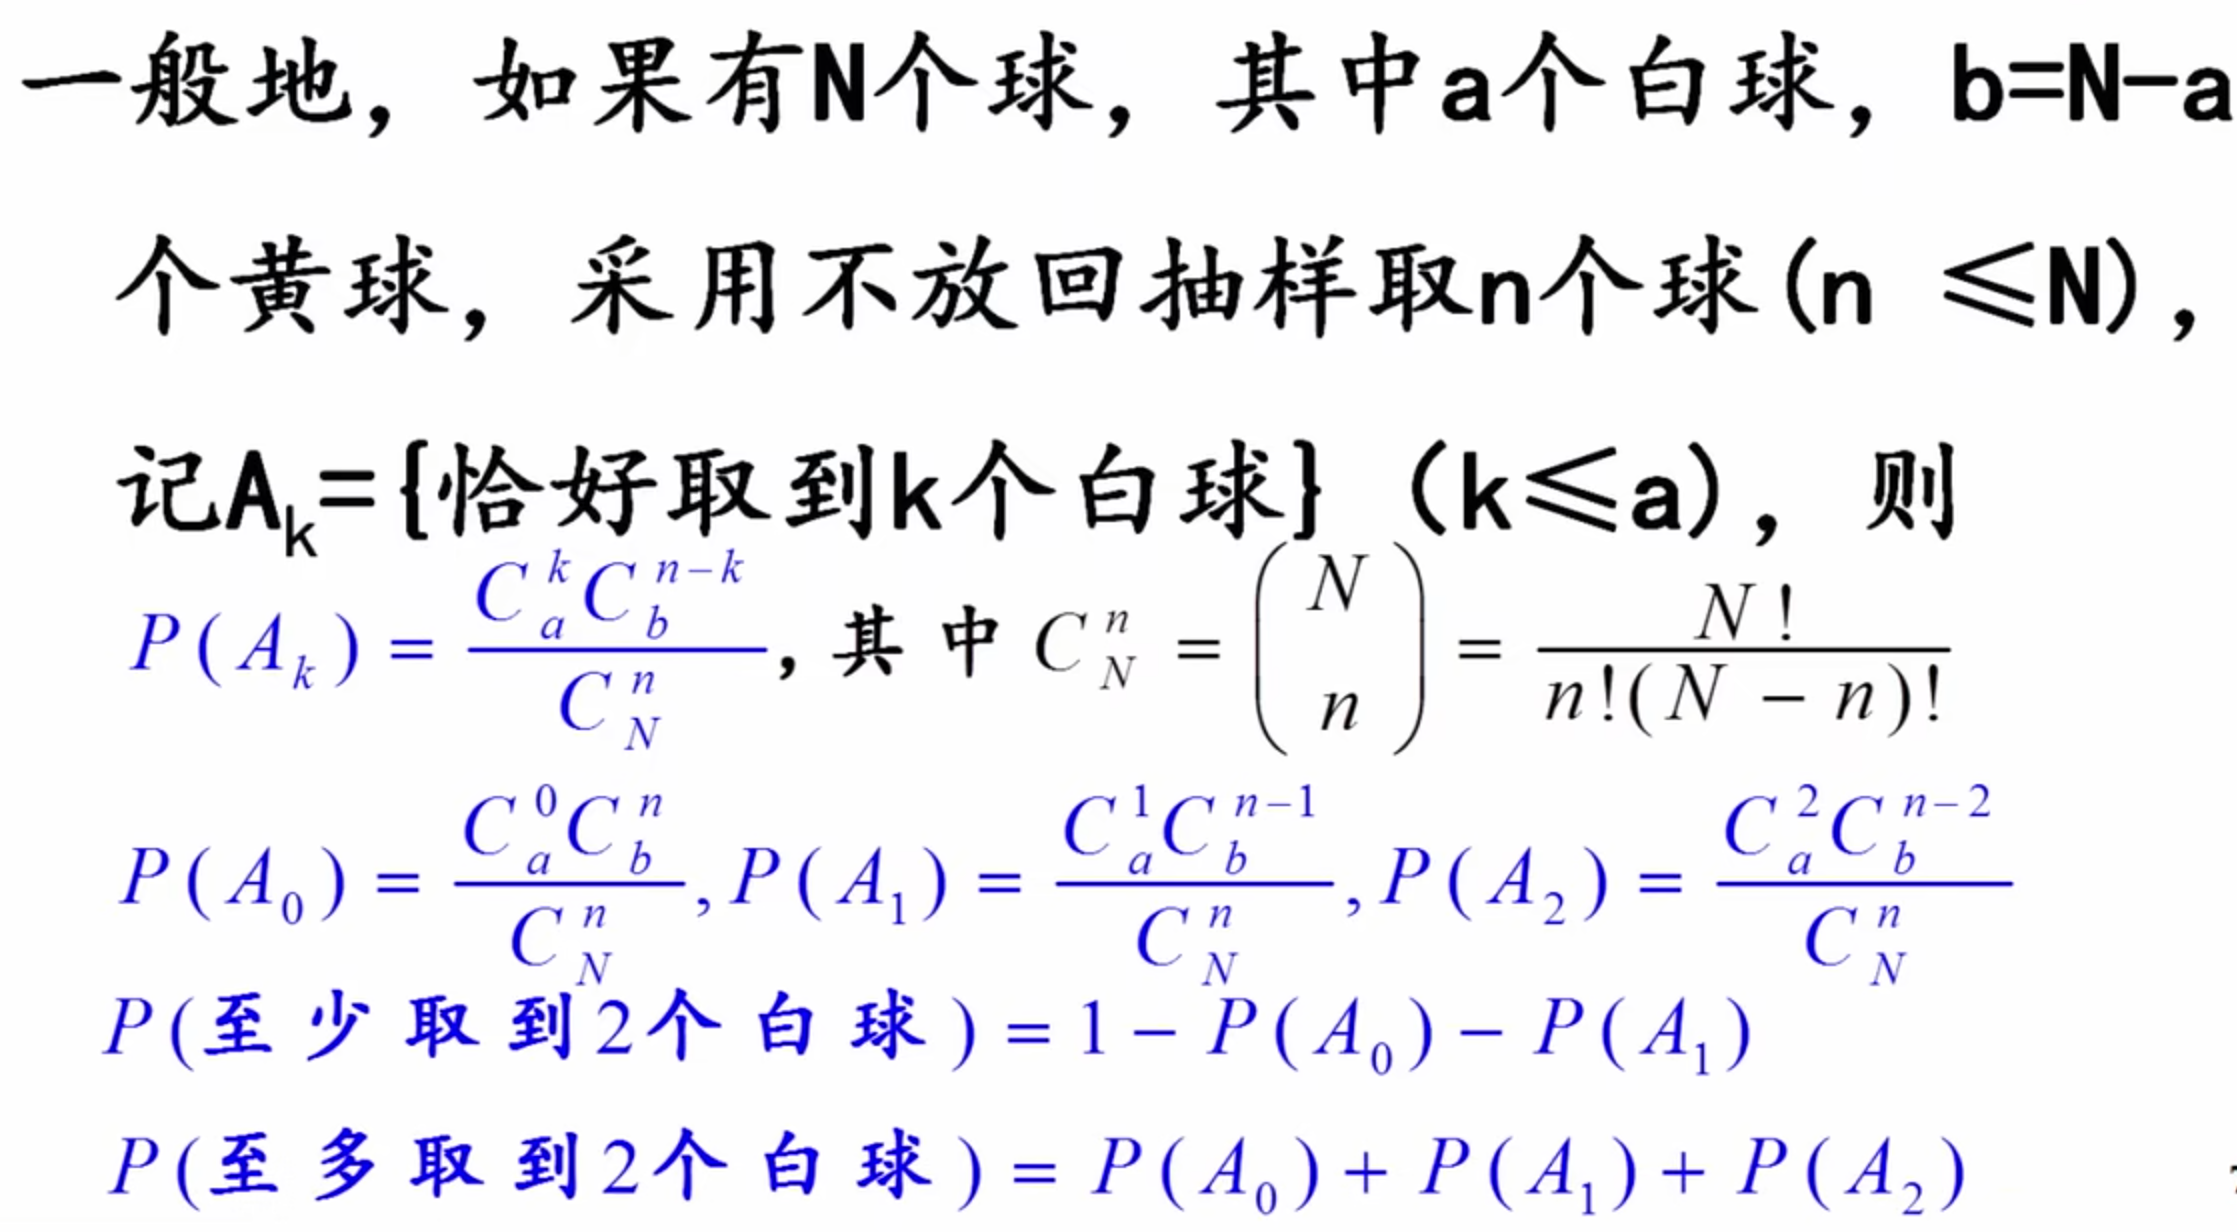 一般地，如果有N个球，其中a个白球，b=N-a
个黄球，采用不放回抽样取n个球(n ≤N)，
记A_k={恰好取到k个白球} (k≤a)，则
P(A_k) = \frac{C_a^k C_b^{n-k}}{C_N^n}，其中 C_N^n = \binom{N}{n} = \frac{N!}{n!(N-n)!}
P(A_0) = \frac{C_a^0 C_b^n}{C_N^n}, P(A_1) = \frac{C_a^1 C_b^{n-1}}{C_N^n}, P(A_2) = \frac{C_a^2 C_b^{n-2}}{C_N^n}
P(至少取到2个白球) = 1 - P(A_0) - P(A_1)
P(至多取到2个白球) = P(A_0) + P(A_1) + P(A_2)